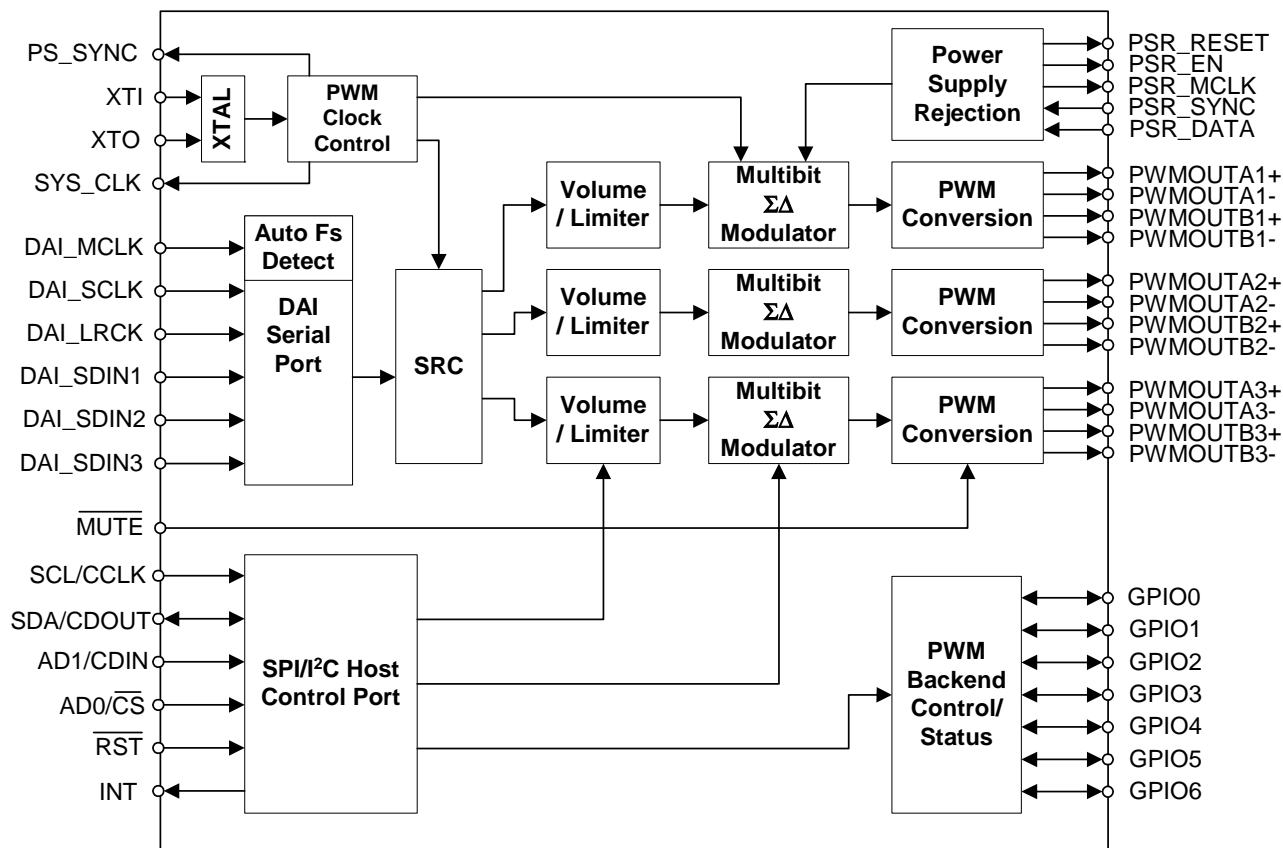 PS_SYNC
XTI
XTO
SYS_CLK
DAI_MCLK
DAI_SCLK
DAI_LRCK
DAI_SDIN1
DAI_SDIN2
DAI_SDIN3
MUTE
SCL/CCLK
SDA/CDOUT
AD1/CDIN
AD0/CS
RST
INT
XTAL
PWM
Clock
Control
Auto Fs
Detect
DAI
Serial
Port
SRC
Volume
/ Limiter
Multibit
ΣΔ
Modulator
PWM
Conversion
Volume
/ Limiter
Multibit
ΣΔ
Modulator
PWM
Conversion
Volume
/ Limiter
Multibit
ΣΔ
Modulator
PWM
Conversion
Power
Supply
Rejection
SPI/I²C Host
Control Port
PWM
Backend
Control/
Status
PSR_RESET
PSR_EN
PSR_MCLK
PSR_SYNC
PSR_DATA
PWMOUTA1+
PWMOUTA1-
PWMOUTB1+
PWMOUTB1-
PWMOUTA2+
PWMOUTA2-
PWMOUTB2+
PWMOUTB2-
PWMOUTA3+
PWMOUTA3-
PWMOUTB3+
PWMOUTB3-
GPIO0
GPIO1
GPIO2
GPIO3
GPIO4
GPIO5
GPIO6